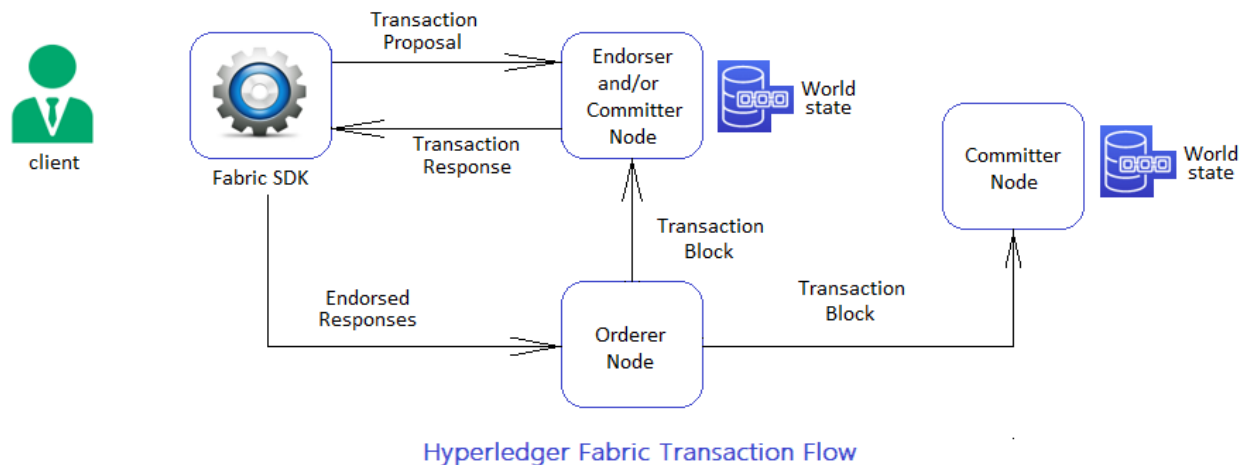 client
Fabric SDK
Transaction
Proposal
Transaction
Response
Endorser
and/or
Committer
Node
World
state
Committer
Node
World
state
Transaction
Block
Transaction
Block
Endorsed
Responses
Orderer
Node
Hyperledger Fabric Transaction Flow